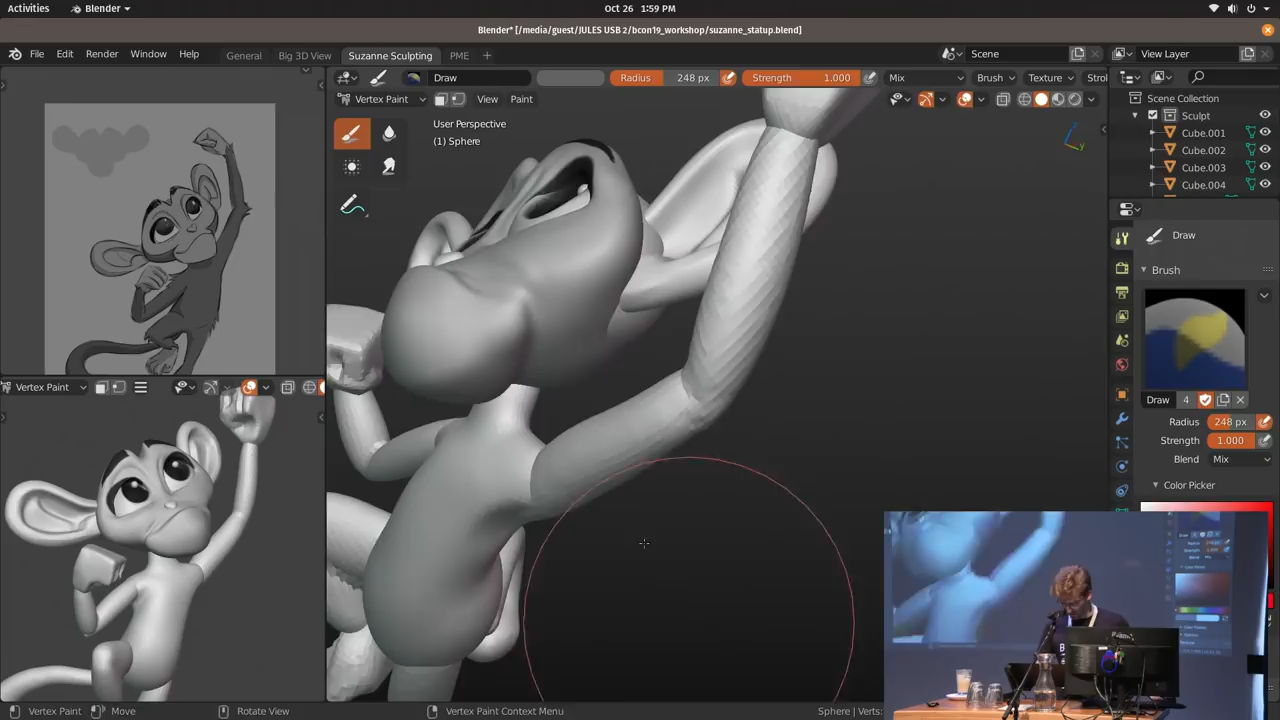 Activities Blender Oct 26 1:59 PM
Blender* [/media/guest/JULES USB 2/bcon19_workshop/suzanne_statup.blend]
File Edit Render Window Help General Big 3D View Suzanne Sculpting PME + Scene View Layer
Draw Radius 248 px Strength 1.000 Mix Brush Texture Strol
Vertex Paint View Paint
Scene Collection
Sculpt
Cube.001
Cube.002
Cube.003
Cube.004
User Perspective
(1) Sphere
Draw
Brush
Draw 4
Radius 248 px
Strength 1.000
Blend Mix
Color Picker
Vertex Paint
Vertex Paint Move Rotate View Vertex Paint Context Menu Sphere | Verts: